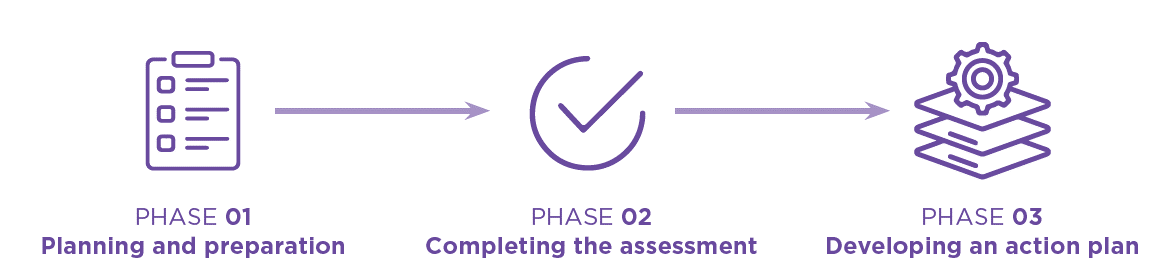 PHASE 01
Planning and preparation
PHASE 02
Completing the assessment
PHASE 03
Developing an action plan